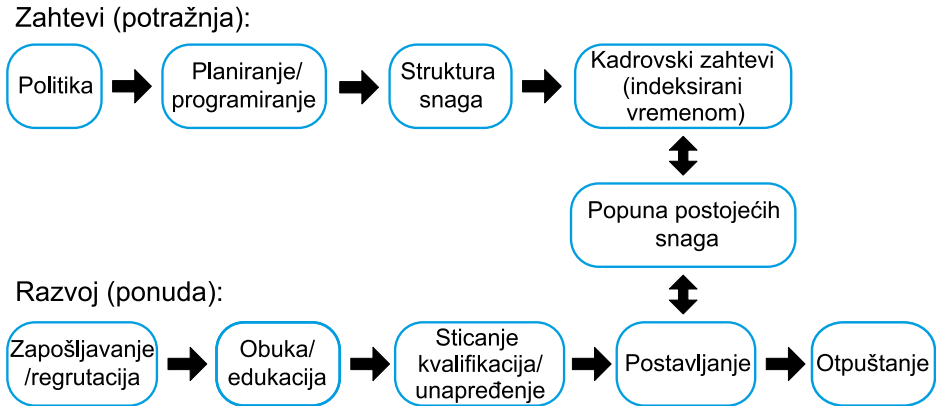 Zahtevi (potražnja):
Politika
Planiranje/
programiranje
Struktura
snaga
Kadrovski zahtevi
(indeksirani
vremenom)
Popuna postojećih
snaga
Razvoj (ponuda):
Zapošljavanje
/regrutacija
Obuka/
edukacija
Sticanje
kvalifikacija/
unapređenje
Postavljanje
Otpuštanje